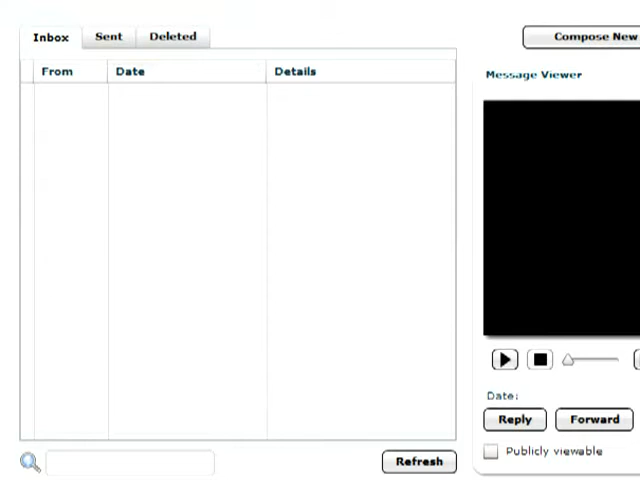 Inbox
Sent
Deleted
Compose New
From
Date
Details
Message Viewer
Date:
Reply
Forward
Publicly viewable
Refresh